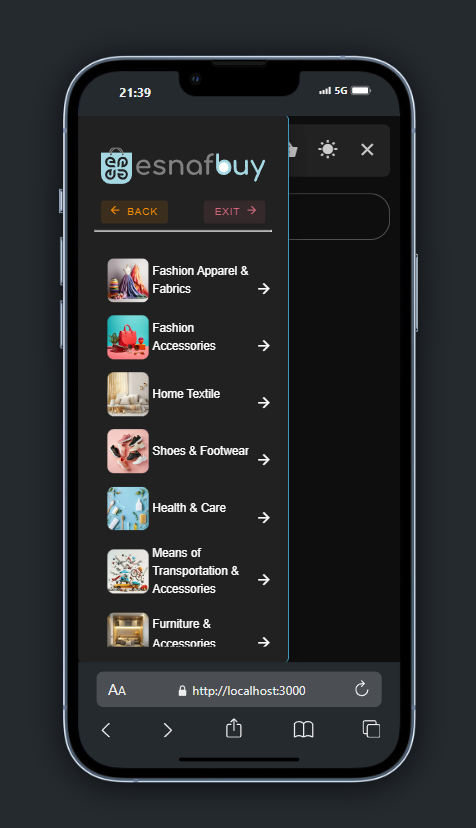 21:39
5G
esnafbuy
BACK
EXIT
Fashion Apparel &
Fabrics
Fashion
Accessories
Home Textile
Shoes & Footwear
Health & Care
Means of
Transportation &
Accessories
Furniture &
Accessories
AA
http://localhost:3000